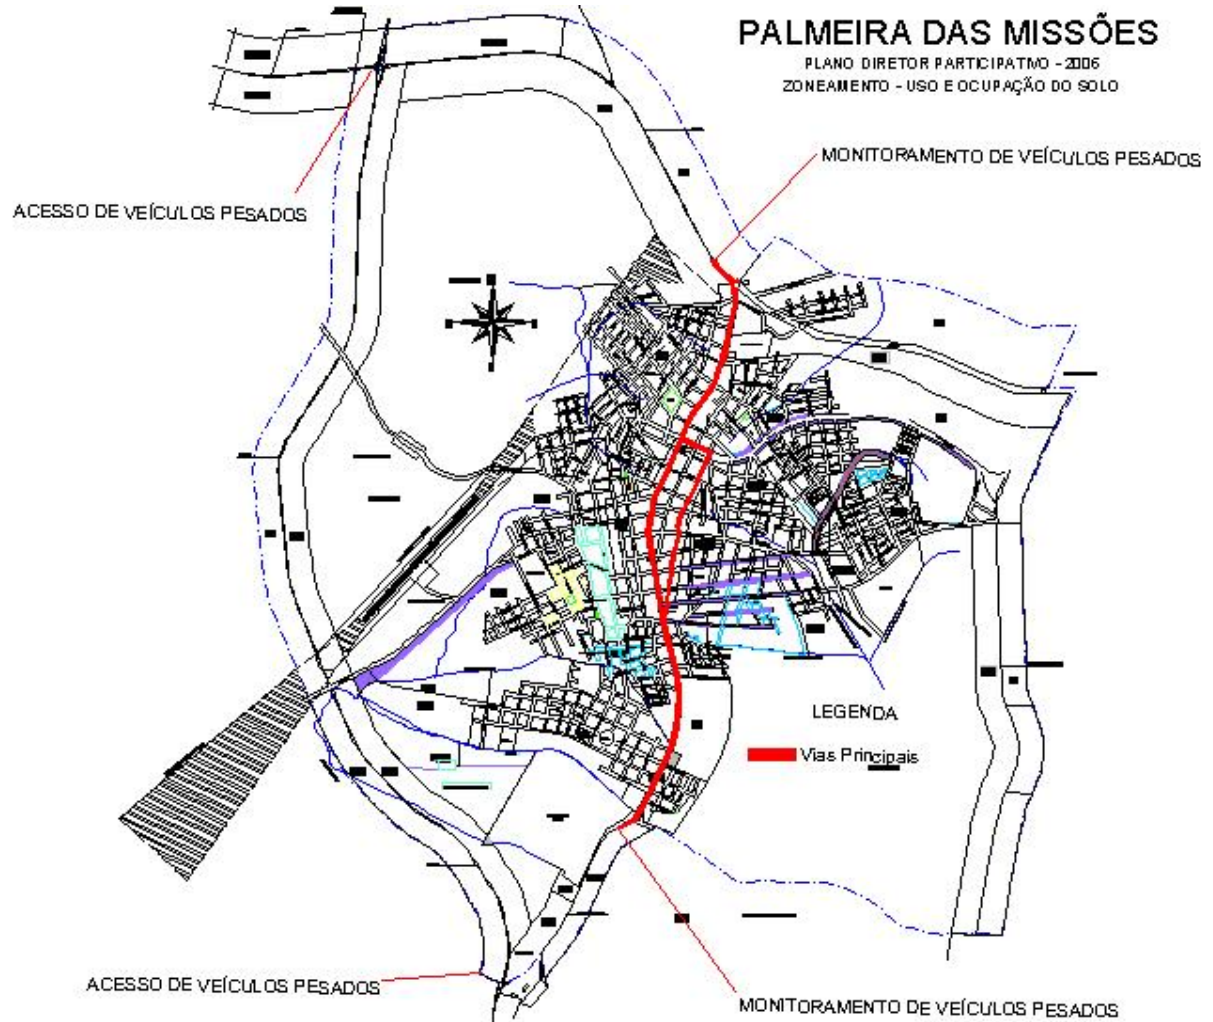 PALMEIRA DAS MISSÕES
PLANO DIRETOR PARTICIPATIVO - 2006
ZONEAMENTO - USO E OCUPAÇÃO DO SOLO
MONITORAMENTO DE VEÍCULOS PESADOS
ACESSO DE VEÍCULOS PESADOS
LEGENDA
Vias Principais
ACESSO DE VEÍCULOS PESADOS
MONITORAMENTO DE VEÍCULOS PESADOS